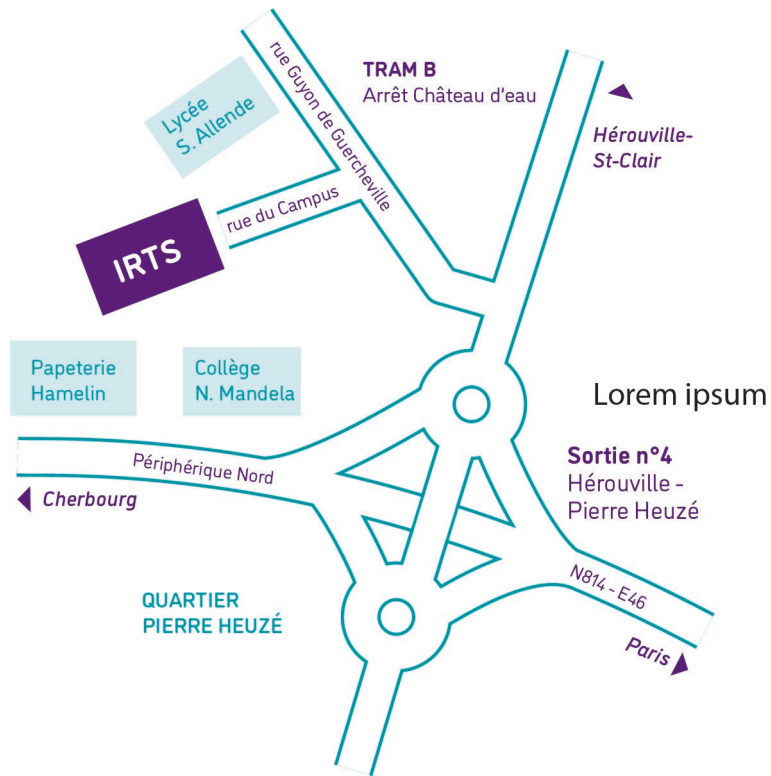 rue Guyon de Guercheville
TRAM B
Arrêt Château d'eau
Lycée
S. Allende
Hérouville-
St-Clair
rue du Campus
IRTS
Papeterie
Hamelin
Collège
N. Mandela
Lorem ipsum
Périphérique Nord
Sortie n°4
Hérouville -
Pierre Heuzé
Cherbourg
N814 - E46
QUARTIER
PIERRE HEUZÉ
Paris